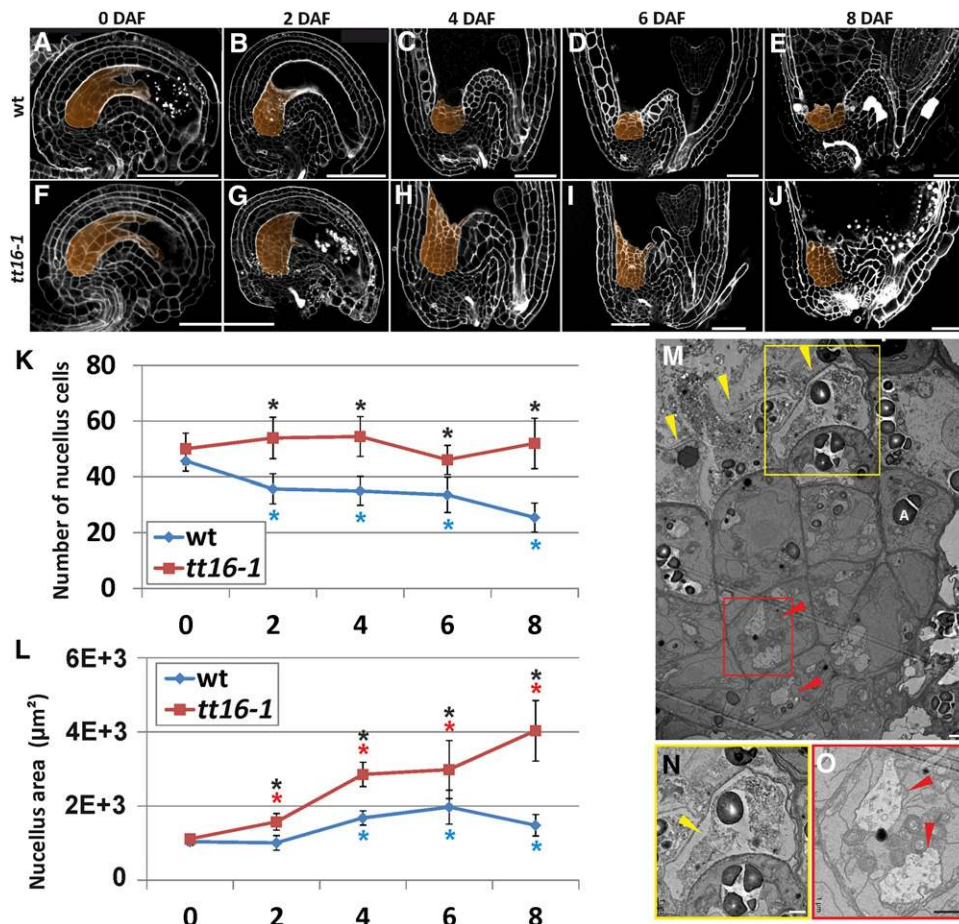 0 DAF 2 DAF 4 DAF 6 DAF 8 DAF
wt
A B C D E
tt16-1
F G H I J
K
Number of nucellus cells
80
60
40
20
0
* * * *
* * * *
wt
tt16-1
0 2 4 6 8
L
Nucellus area (µm²)
6E+3
4E+3
2E+3
0
wt
tt16-1
* * * *
* * * *
* * *
0 2 4 6 8
M
A
N
O
1 µm